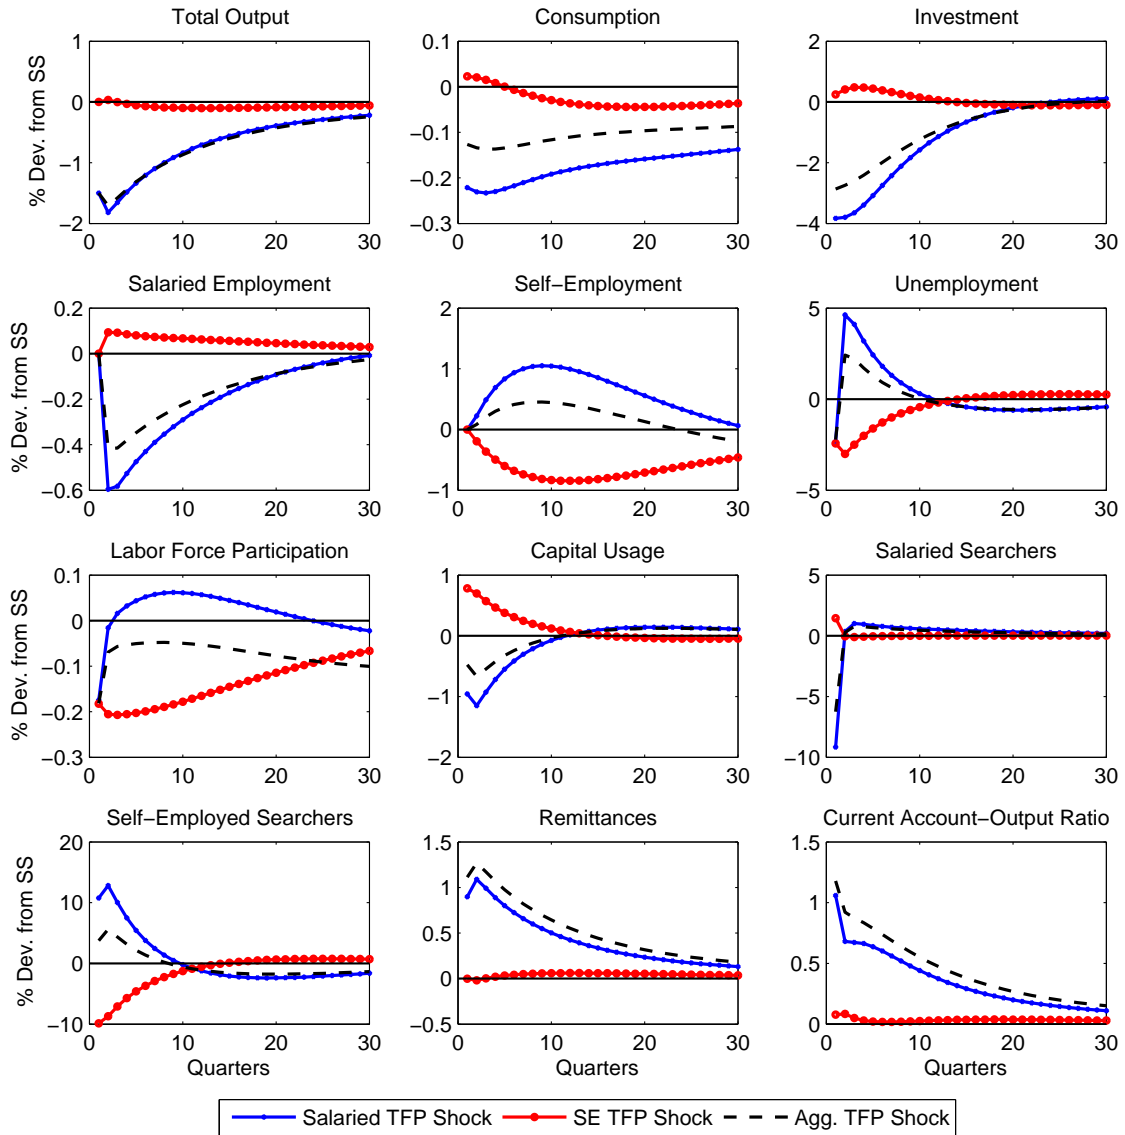 Total Output
Consumption
Investment
% Dev. from SS
1
0
−1
−2
0 10 20 30
0.1
0
−0.1
−0.2
−0.3
0 10 20 30
2
0
−2
−4
0 10 20 30
Salaried Employment
Self−Employment
Unemployment
% Dev. from SS
0.2
0
−0.2
−0.4
−0.6
0 10 20 30
2
1
0
−1
0 10 20 30
5
0
−5
0 10 20 30
Labor Force Participation
Capital Usage
Salaried Searchers
% Dev. from SS
0.1
0
−0.1
−0.2
−0.3
0 10 20 30
1
0
−1
−2
0 10 20 30
5
0
−5
−10
0 10 20 30
Self−Employed Searchers
Remittances
Current Account−Output Ratio
% Dev. from SS
20
10
0
−10
0 10 20 30
Quarters
1.5
1
0.5
0
−0.5
0 10 20 30
Quarters
1.5
1
0.5
0
0 10 20 30
Quarters
Salaried TFP Shock SE TFP Shock Agg. TFP Shock